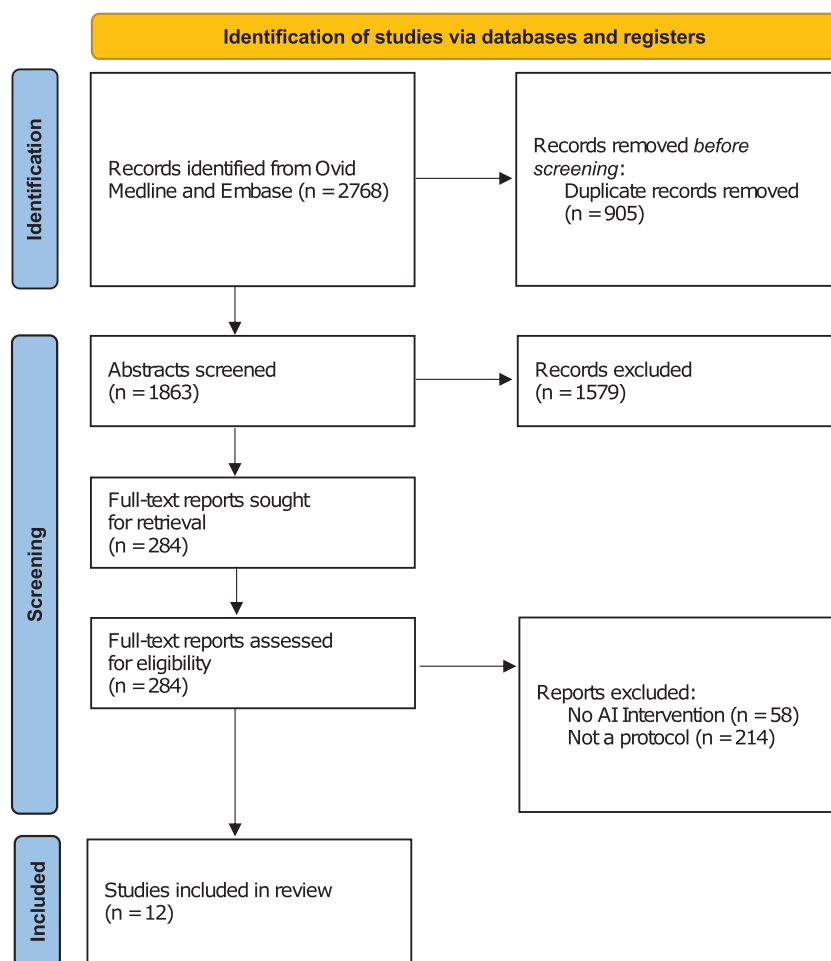 Identification of studies via databases and registers
Identification
Records identified from Ovid
Medline and Embase (n = 2768)
Records removed before
screening:
Duplicate records removed
(n = 905)
Screening
Abstracts screened
(n = 1863)
Records excluded
(n = 1579)
Full-text reports sought
for retrieval
(n = 284)
Full-text reports assessed
for eligibility
(n = 284)
Reports excluded:
No AI Intervention (n = 58)
Not a protocol (n = 214)
Included
Studies included in review
(n = 12)